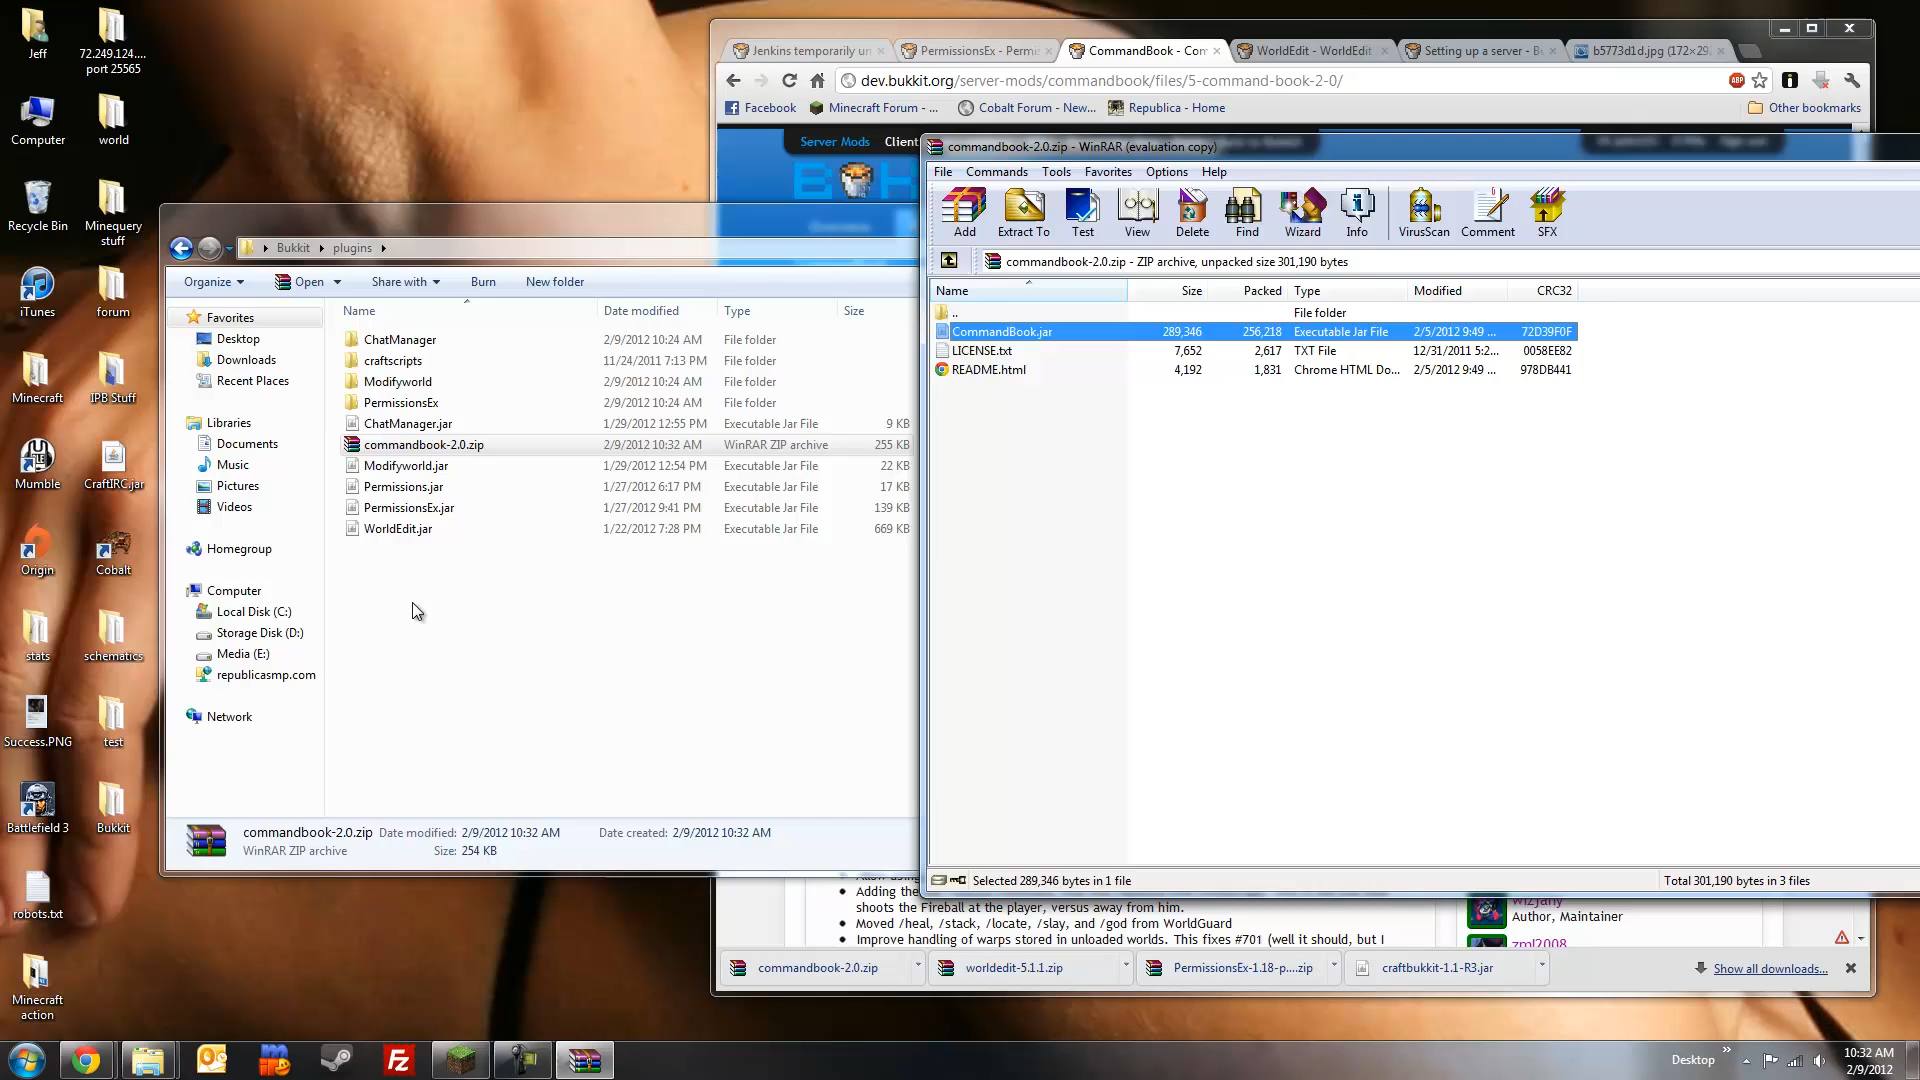 Jeff
72.249.124....
port 25565
Computer
world
Recycle Bin
Minequery
stuff
iTunes
forum
Minecraft
IPB Stuff
Mumble
CraftIRC.jar
Origin
Cobalt
stats
schematics
Success.PNG
test
Battlefield 3
Bukkit
robots.txt
Minecraft
action
Jenkins temporarily un
PermissionsEx - Permis
CommandBook - Com
WorldEdit - WorldEdit
Setting up a server - B
b5773d1d.jpg (172×29
dev.bukkit.org/server-mods/commandbook/files/5-command-book-2-0/
ABP
Facebook
Minecraft Forum - ...
Cobalt Forum - New...
Republica - Home
Other bookmarks
Server Mods
Client
commandbook-2.0.zip - WinRAR (evaluation copy)
File Commands Tools Favorites Options Help
Add Extract To Test View Delete Find Wizard Info VirusScan Comment SFX
commandbook-2.0.zip - ZIP archive, unpacked size 301,190 bytes
Name Size Packed Type Modified CRC32
.. File folder
CommandBook.jar 289,346 256,218 Executable Jar File 2/5/2012 9:49 ... 72D39F0F
LICENSE.txt 7,652 2,617 TXT File 12/31/2011 5:2... 0058EE82
README.html 4,192 1,831 Chrome HTML Do... 2/5/2012 9:49 ... 978DB441
Selected 289,346 bytes in 1 file
Total 301,190 bytes in 3 files
Bukkit plugins
Organize Open Share with Burn New folder
Favorites
Desktop
Downloads
Recent Places
Libraries
Documents
Music
Pictures
Videos
Homegroup
Computer
Local Disk (C:)
Storage Disk (D:)
Media (E:)
republicasmp.com
Network
Name Date modified Type Size
ChatManager 2/9/2012 10:24 AM File folder
craftscripts 11/24/2011 7:13 PM File folder
Modifyworld 2/9/2012 10:24 AM File folder
PermissionsEx 2/9/2012 10:24 AM File folder
ChatManager.jar 1/29/2012 12:55 PM Executable Jar File 9 KB
commandbook-2.0.zip 2/9/2012 10:32 AM WinRAR ZIP archive 255 KB
Modifyworld.jar 1/29/2012 12:54 PM Executable Jar File 22 KB
Permissions.jar 1/27/2012 6:17 PM Executable Jar File 17 KB
PermissionsEx.jar 1/27/2012 9:41 PM Executable Jar File 139 KB
WorldEdit.jar 1/22/2012 7:28 PM Executable Jar File 669 KB
commandbook-2.0.zip Date modified: 2/9/2012 10:32 AM Date created: 2/9/2012 10:32 AM
WinRAR ZIP archive Size: 254 KB
Adding the
shoots the Fireball at the player, versus away from him.
Moved /heal, /stack, /locate, /slay, and /god from WorldGuard
Improve handling of warps stored in unloaded worlds. This fixes #701 (well it should, but I
wizjany
Author, Maintainer
zml2008
commandbook-2.0.zip
worldedit-5.1.1.zip
PermissionsEx-1.18-p....zip
craftbukkit-1.1-R3.jar
Show all downloads...
Desktop
10:32 AM
2/9/2012